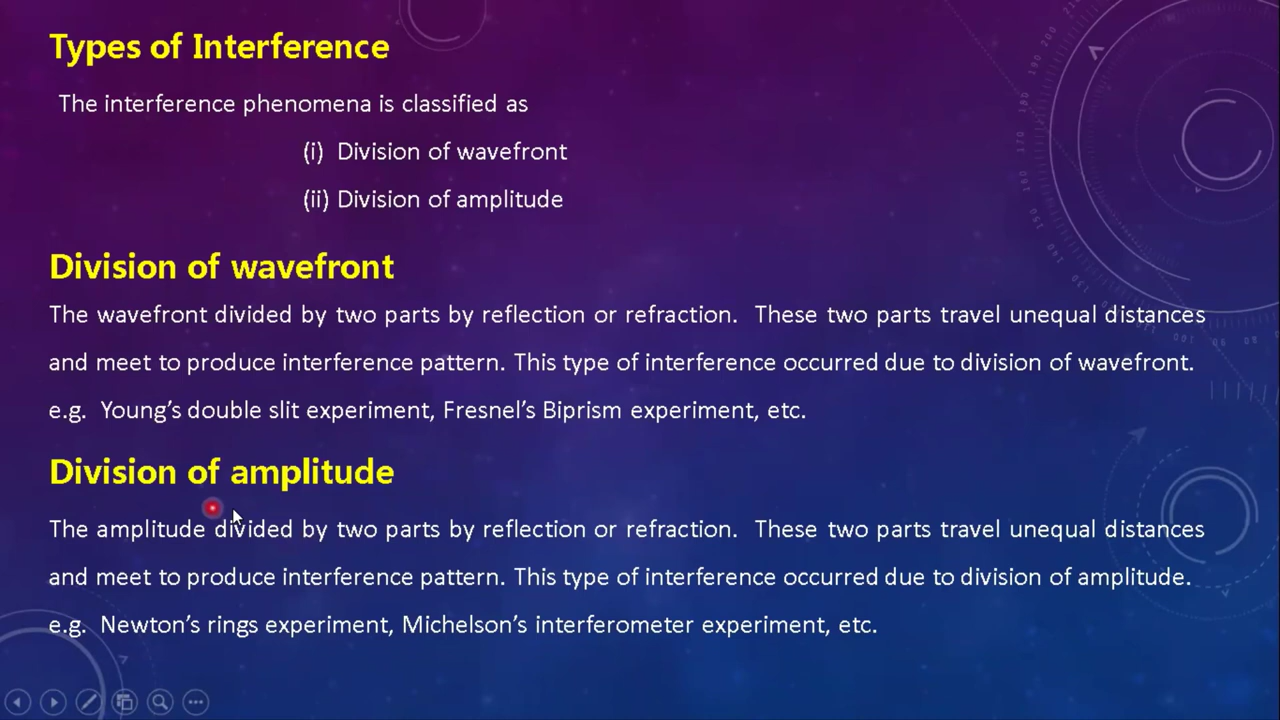 Types of Interference
The interference phenomena is classified as
(i) Division of wavefront
(ii) Division of amplitude
Division of wavefront
The wavefront divided by two parts by reflection or refraction. These two parts travel unequal distances
and meet to produce interference pattern. This type of interference occurred due to division of wavefront.
e.g. Young's double slit experiment, Fresnel's Biprism experiment, etc.
Division of amplitude
The amplitude divided by two parts by reflection or refraction. These two parts travel unequal distances
and meet to produce interference pattern. This type of interference occurred due to division of amplitude.
e.g. Newton's rings experiment, Michelson's interferometer experiment, etc.